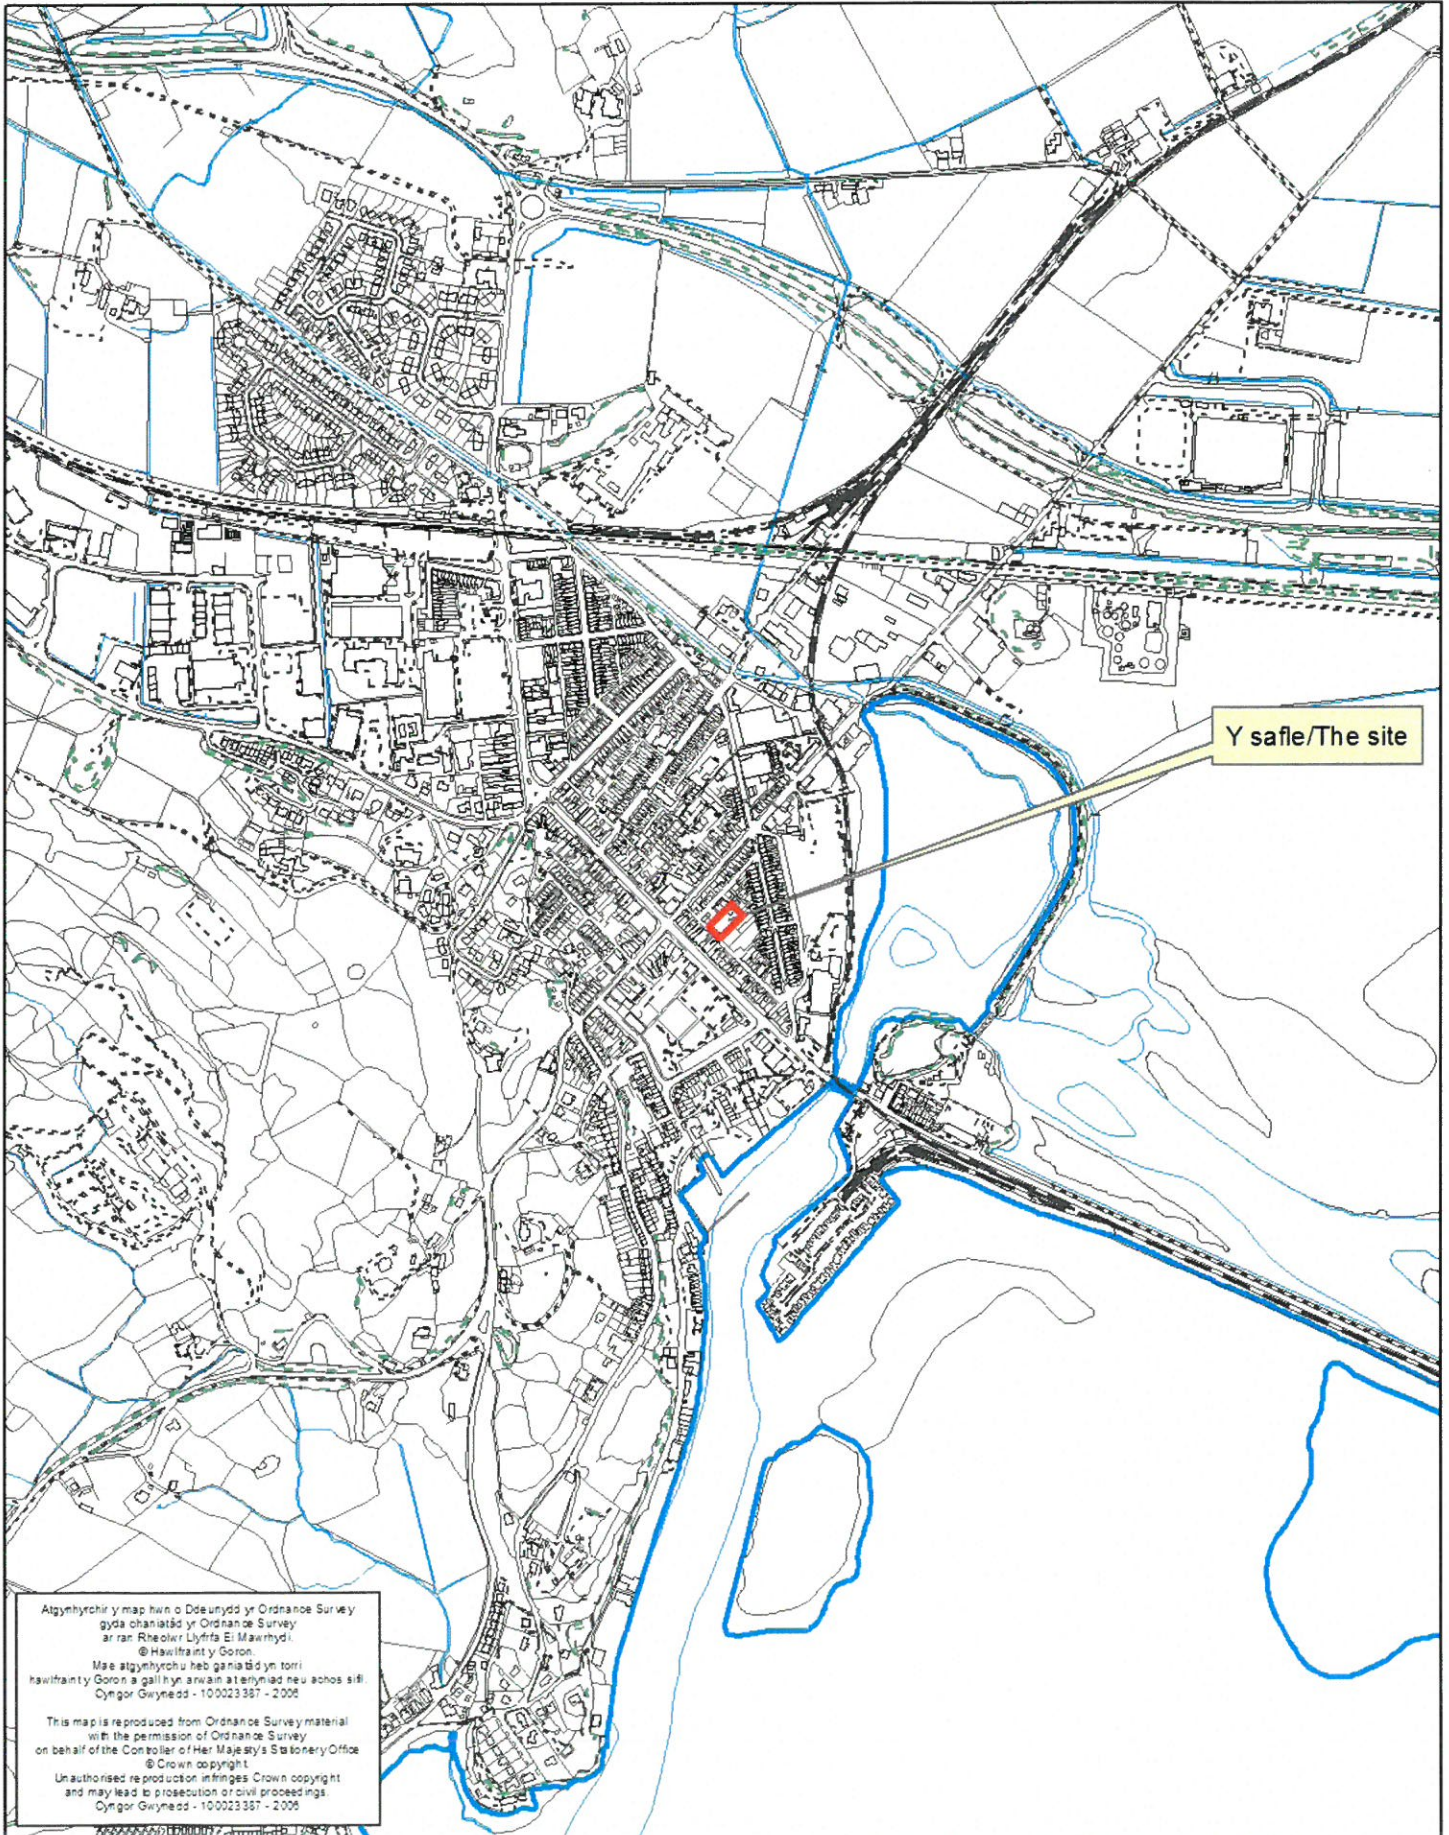 Y safle/The site
Atgynhyrchir y map hwn o Ddeunydd yr Ordnance Survey
gyda chaniatâd yr Ordnance Survey
ar ran Rheolwr Llyfrfa Ei Mawrhydi.
© Hawlfraint y Goron.
Mae atgynhyrchu heb ganiatâd yn torri
hawlfraint y Goron a gall hyn arwain at erlyniad neu achos sifil.
Cyngor Gwynedd - 100023387 - 2008
This map is reproduced from Ordnance Survey material
with the permission of Ordnance Survey
on behalf of the Controller of Her Majesty's Stationery Office
© Crown copyright.
Unauthorised reproduction infringes Crown copyright
and may lead to prosecution or civil proceedings.
Cyngor Gwynedd - 100023387 - 2008